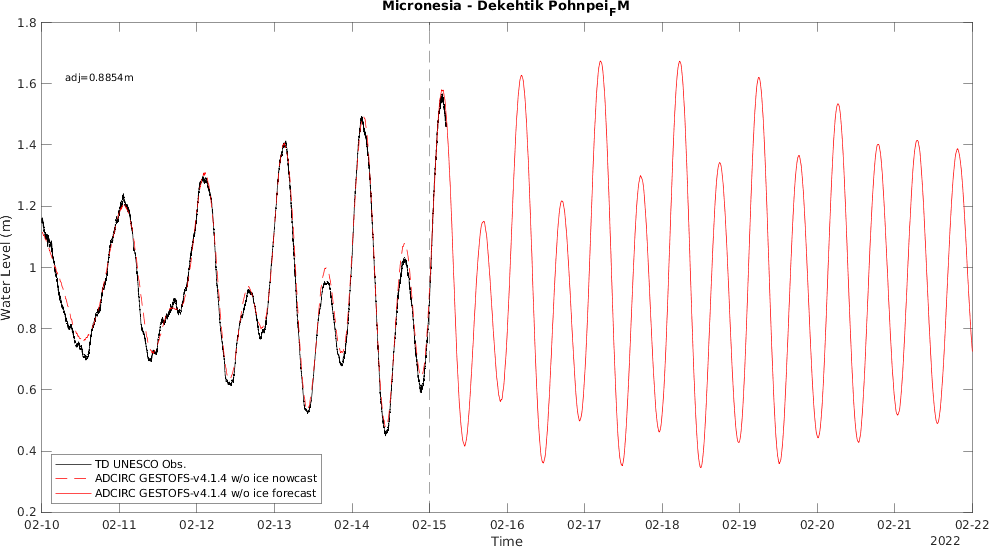 Micronesia - Dekehtik Pohnpei_FM
1.8
1.6
1.4
1.2
1
0.8
0.6
0.4
0.2
Water Level (m)
adj=0.8854m
TD UNESCO Obs.
ADCIRC GESTOFS-v4.1.4 w/o ice nowcast
ADCIRC GESTOFS-v4.1.4 w/o ice forecast
02-10 02-11 02-12 02-13 02-14 02-15 02-16 02-17 02-18 02-19 02-20 02-21 02-22
Time
2022